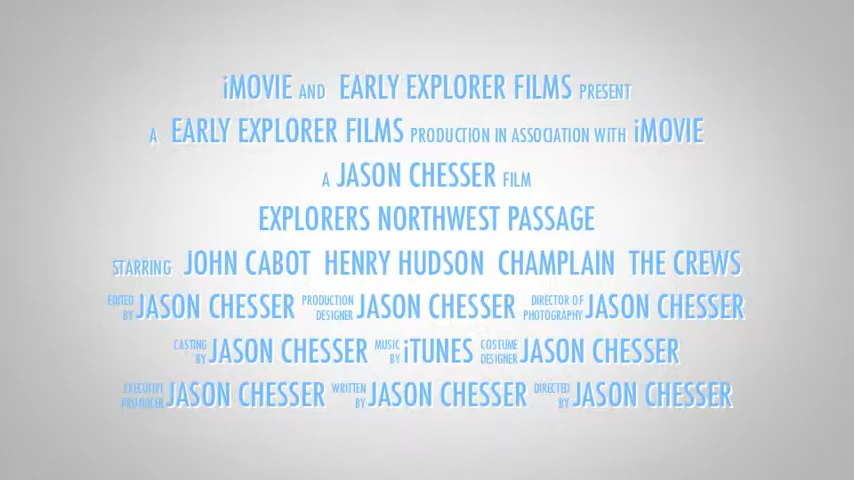 iMOVIE AND EARLY EXPLORER FILMS PRESENT
A EARLY EXPLORER FILMS PRODUCTION IN ASSOCIATION WITH iMOVIE
A JASON CHESSER FILM
EXPLORERS NORTHWEST PASSAGE
STARRING JOHN CABOT HENRY HUDSON CHAMPLAIN THE CREWS
EDITED BY JASON CHESSER PRODUCTION DESIGNER JASON CHESSER DIRECTOR OF PHOTOGRAPHY JASON CHESSER
CASTING BY JASON CHESSER MUSIC BY iTUNES COSTUME DESIGNER JASON CHESSER
EXECUTIVE PRODUCER JASON CHESSER WRITTEN BY JASON CHESSER DIRECTED BY JASON CHESSER